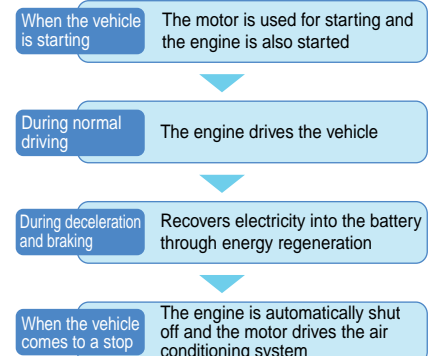 When the vehicle
is starting
The motor is used for starting and
the engine is also started
During normal
driving
The engine drives the vehicle
During deceleration
and braking
Recovers electricity into the battery
through energy regeneration
When the vehicle
comes to a stop
The engine is automatically shut
off and the motor drives the air
conditioning system